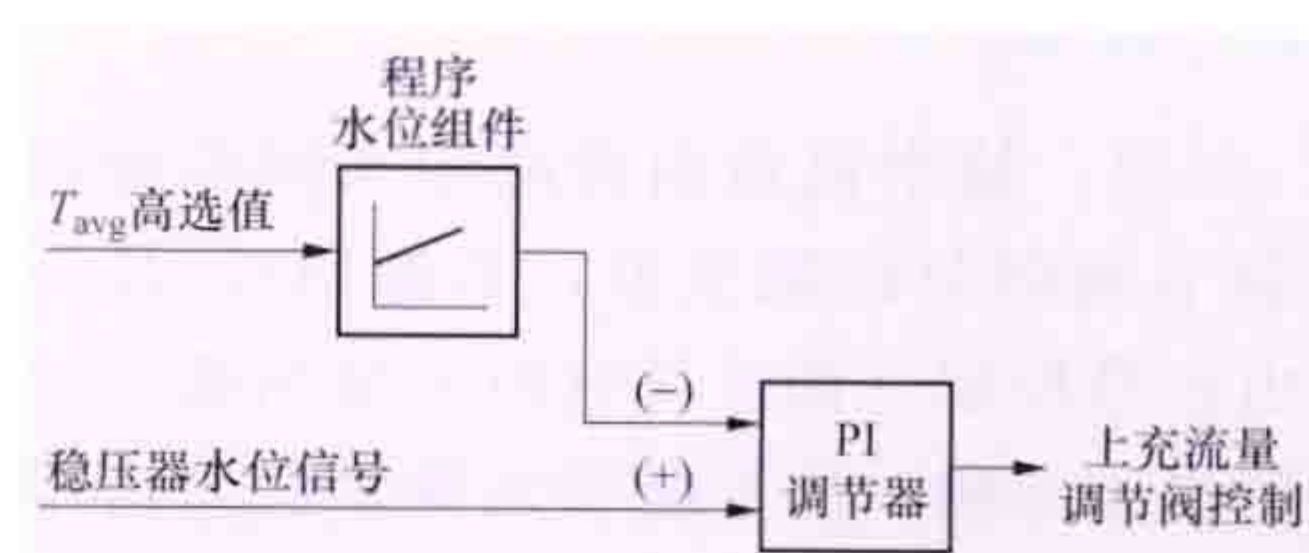 程序
水位组件
Tavg高选值
(−)
稳压器水位信号
(+)
PI
调节器
上充流量
调节阀控制